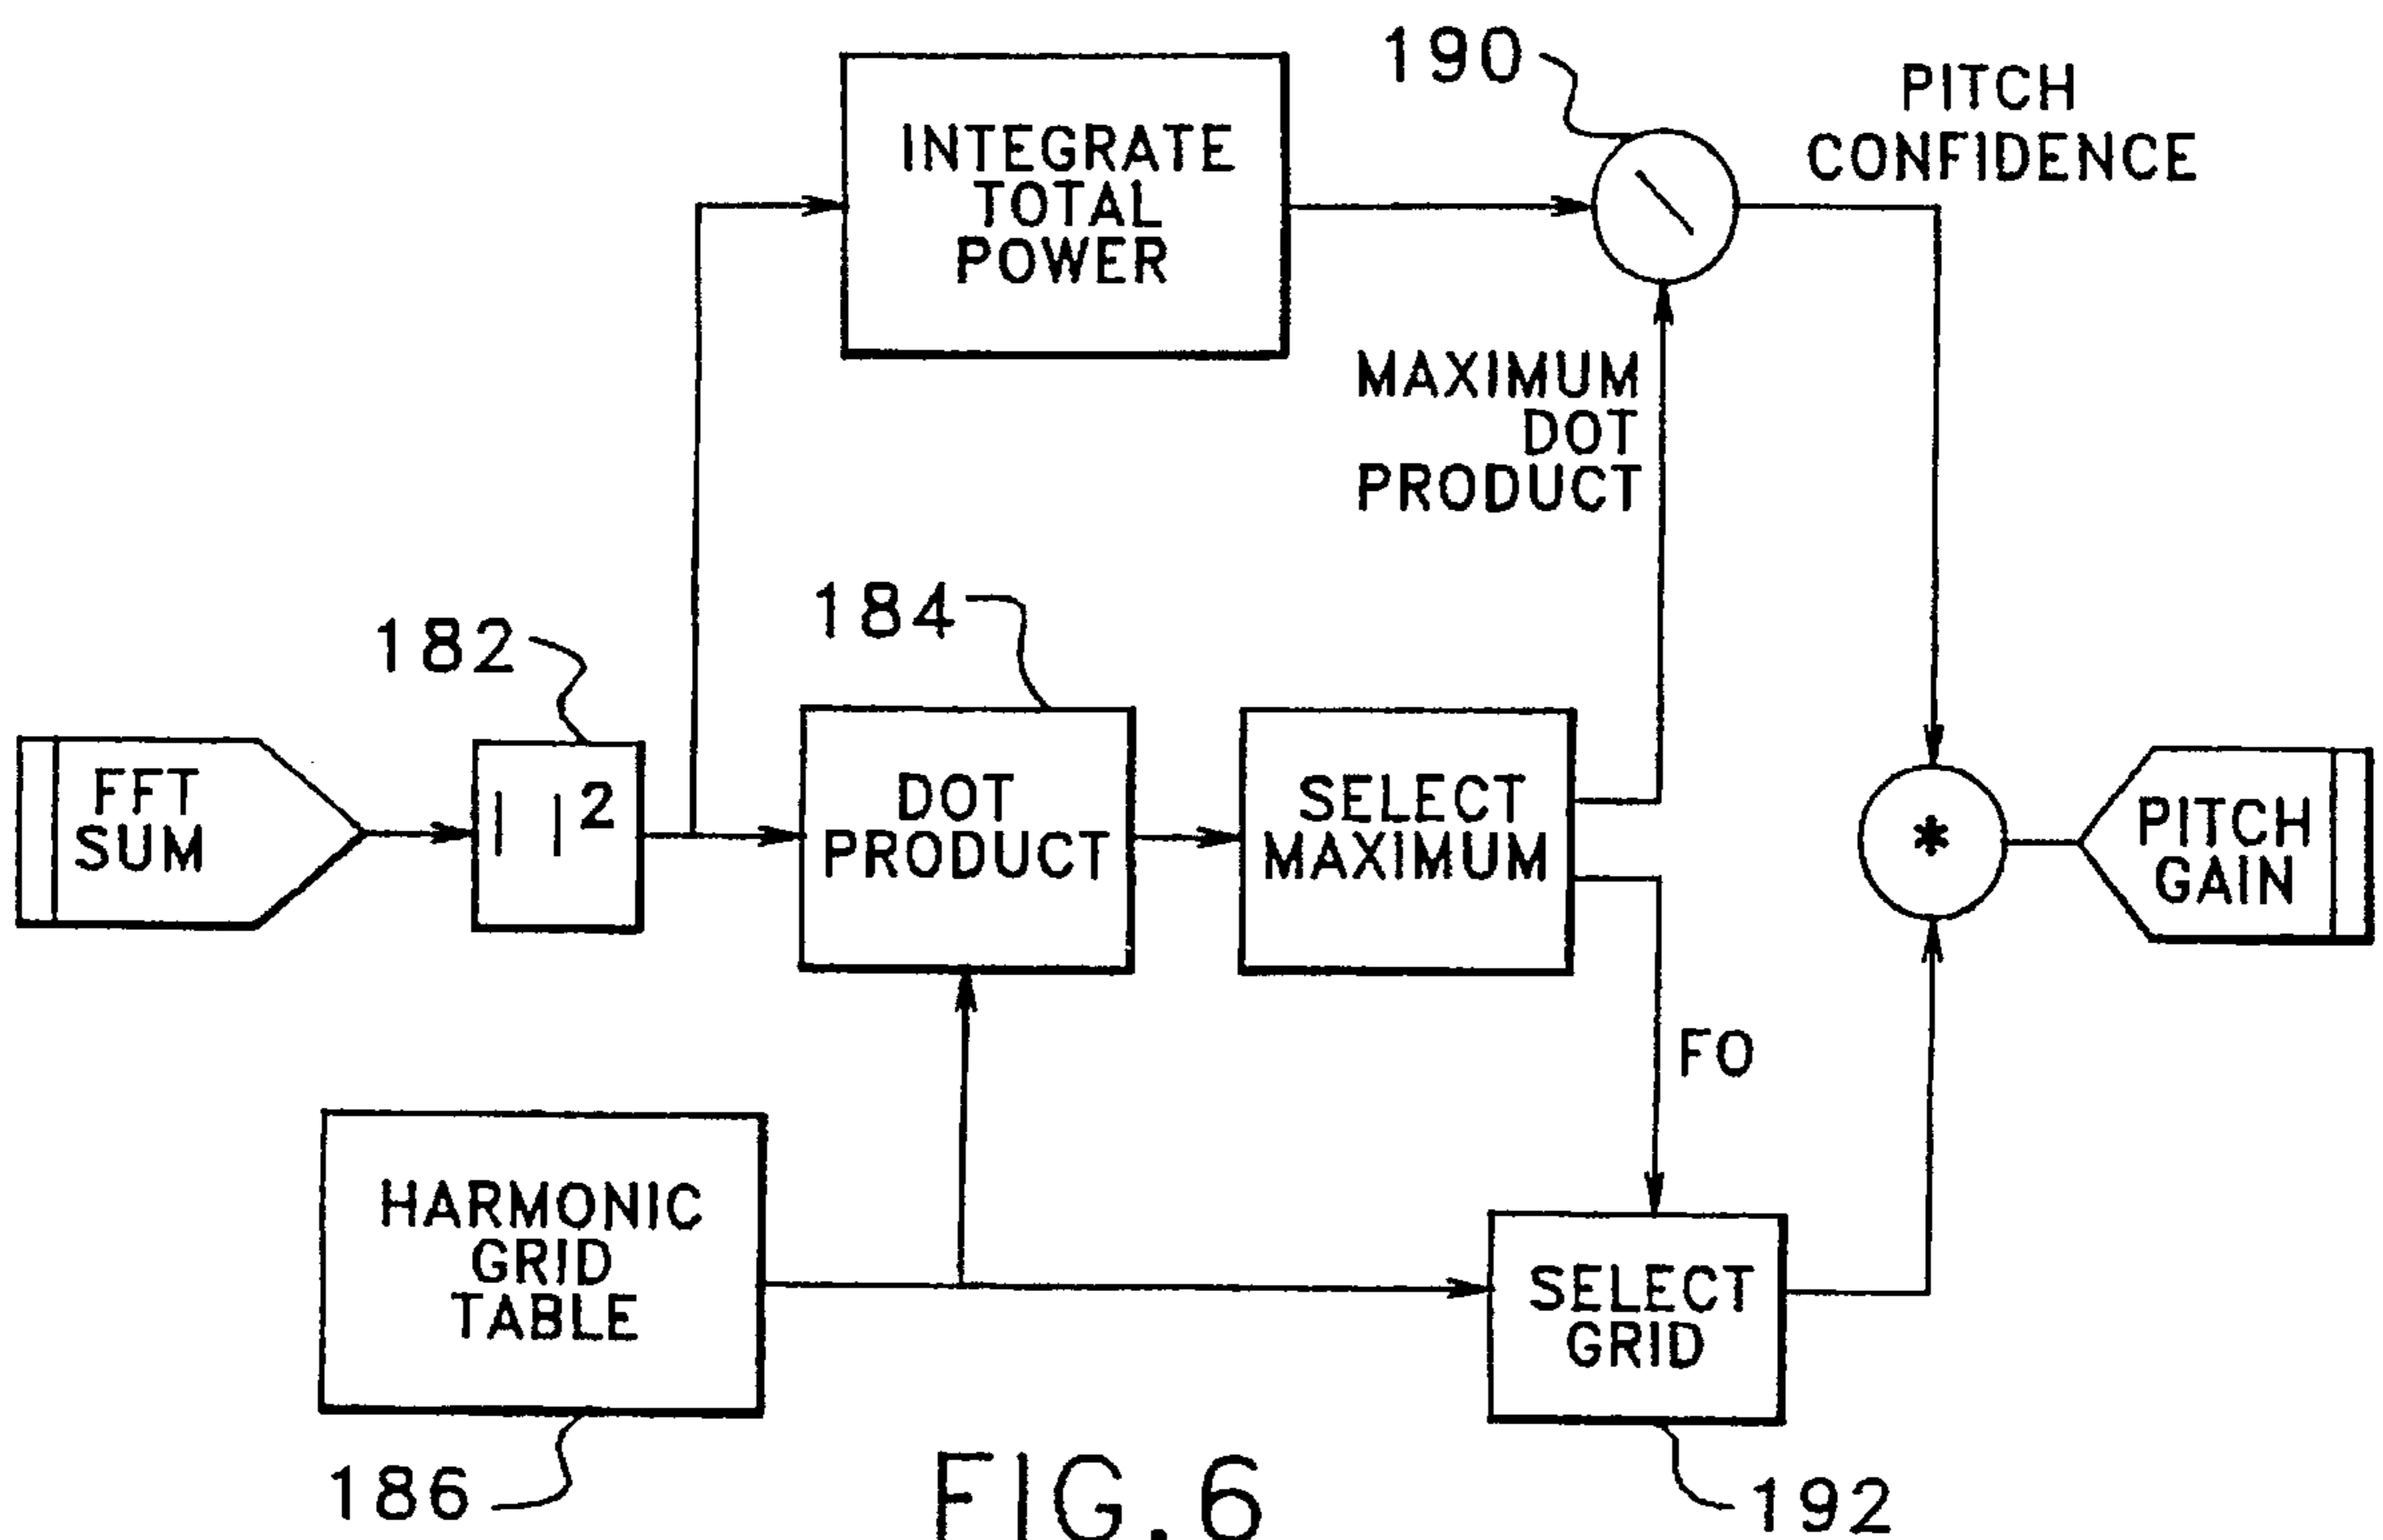 190
PITCH
CONFIDENCE
INTEGRATE
TOTAL
POWER
MAXIMUM
DOT
PRODUCT
182
184
FFT
SUM
| |²
DOT
PRODUCT
SELECT
MAXIMUM
*
PITCH
GAIN
FO
HARMONIC
GRID
TABLE
SELECT
GRID
186
192
FIG.6